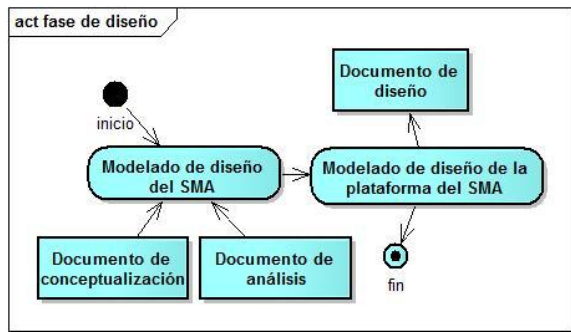 act fase de diseño
Documento de
diseño
inicio
Modelado de diseño
del SMA
Modelado de diseño de la
plataforma del SMA
Documento de
conceptualización
Documento de
análisis
fin